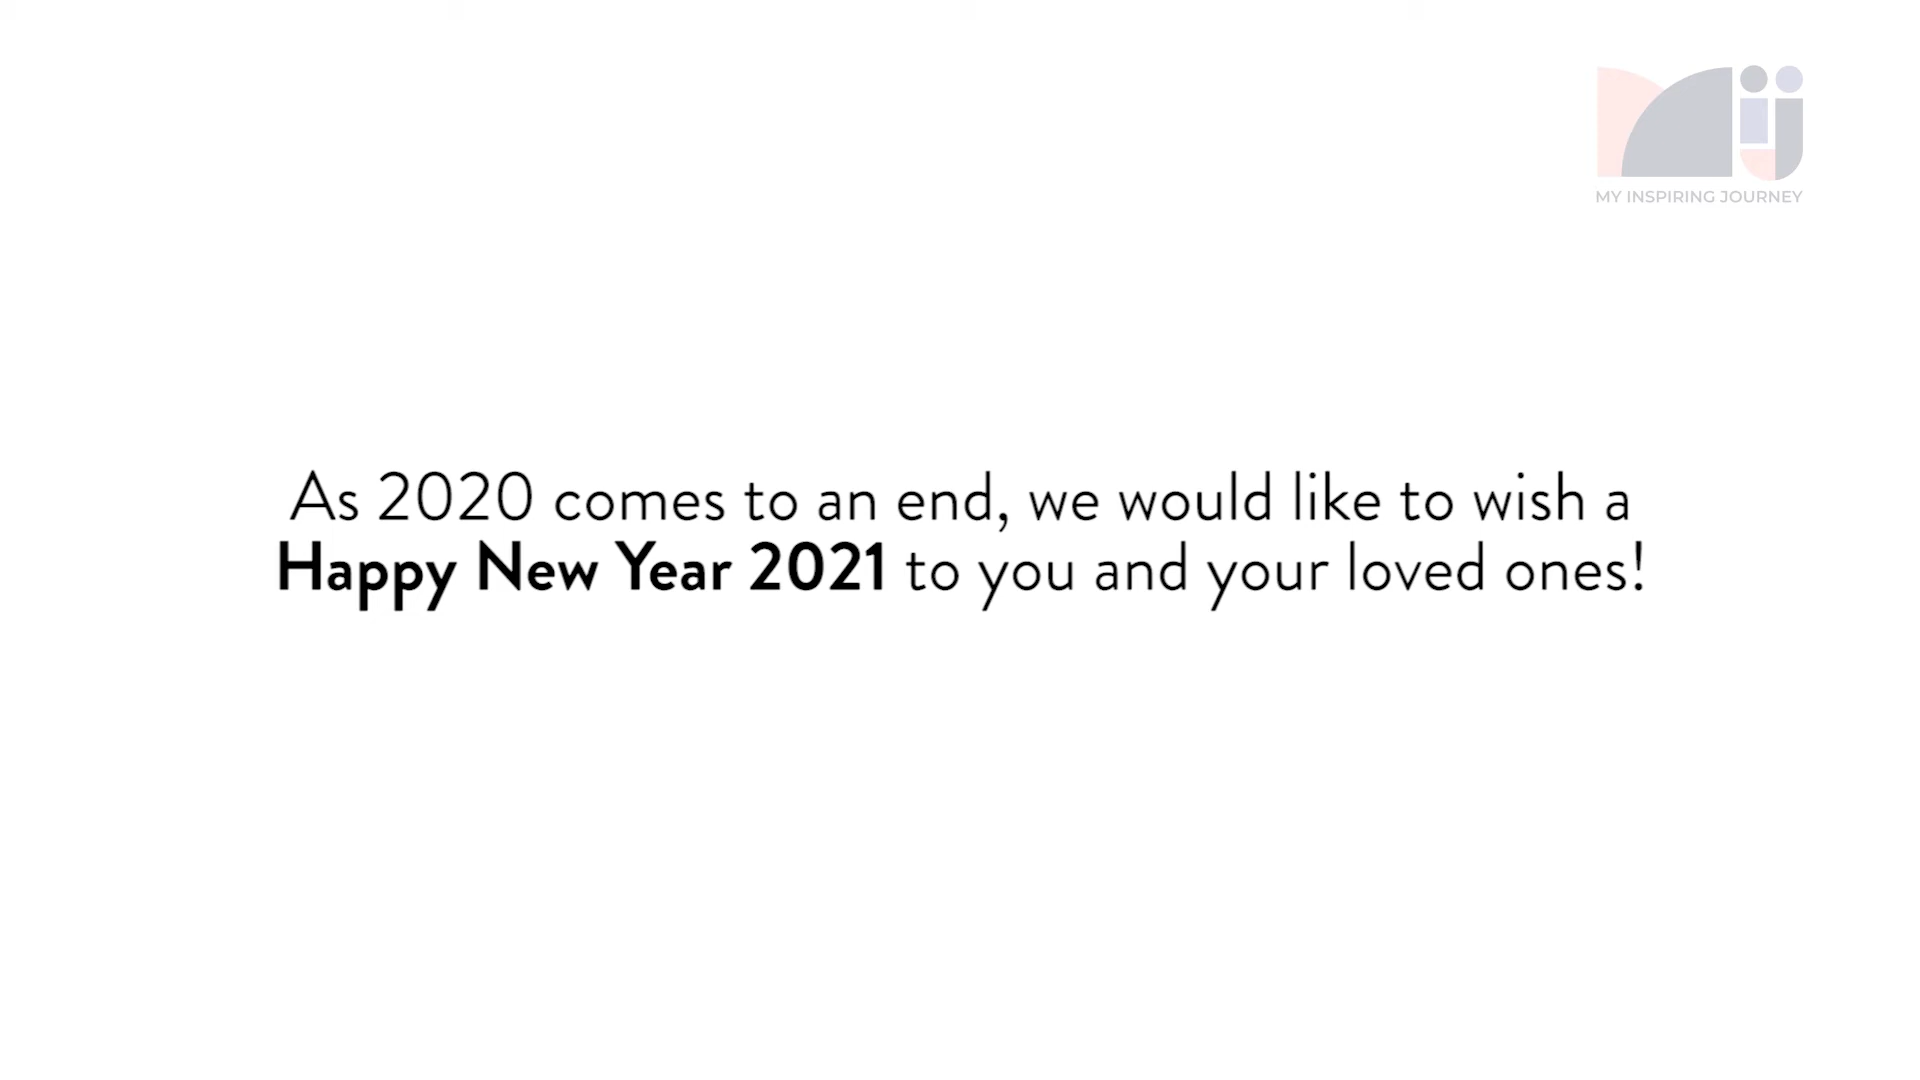 MY INSPIRING JOURNEY
As 2020 comes to an end, we would like to wish a
Happy New Year 2021 to you and your loved ones!